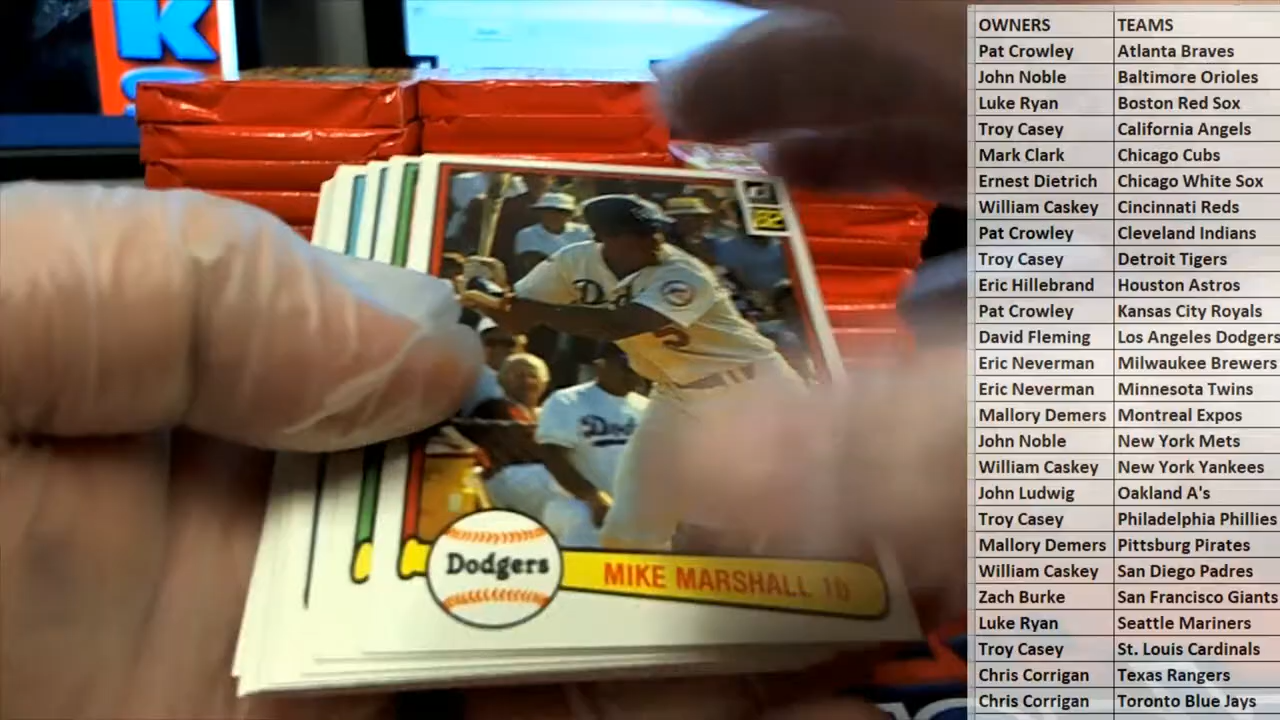 K
82
Dodgers
MIKE MARSHALL 1B
OWNERS TEAMS
Pat Crowley Atlanta Braves
John Noble Baltimore Orioles
Luke Ryan Boston Red Sox
Troy Casey California Angels
Mark Clark Chicago Cubs
Ernest Dietrich Chicago White Sox
William Caskey Cincinnati Reds
Pat Crowley Cleveland Indians
Troy Casey Detroit Tigers
Eric Hillebrand Houston Astros
Pat Crowley Kansas City Royals
David Fleming Los Angeles Dodgers
Eric Neverman Milwaukee Brewers
Eric Neverman Minnesota Twins
Mallory Demers Montreal Expos
John Noble New York Mets
William Caskey New York Yankees
John Ludwig Oakland A's
Troy Casey Philadelphia Phillies
Mallory Demers Pittsburg Pirates
William Caskey San Diego Padres
Zach Burke San Francisco Giants
Luke Ryan Seattle Mariners
Troy Casey St. Louis Cardinals
Chris Corrigan Texas Rangers
Chris Corrigan Toronto Blue Jays